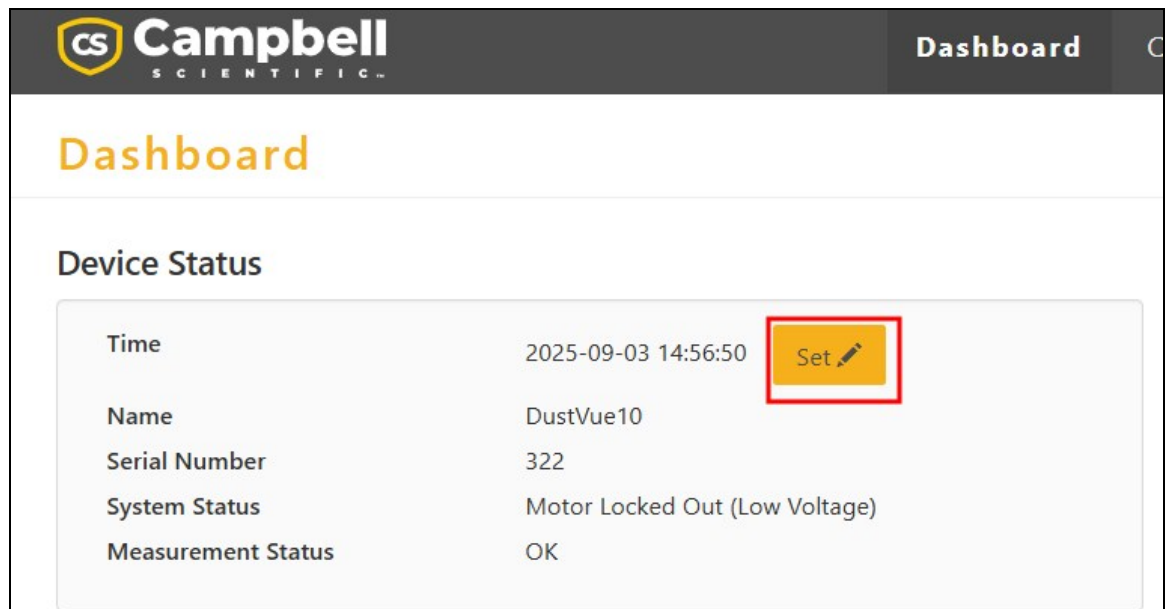 CS Campbell
SCIENTIFIC™
Dashboard
Dashboard
Device Status
Time 2025-09-03 14:56:50 Set
Name DustVue10
Serial Number 322
System Status Motor Locked Out (Low Voltage)
Measurement Status OK